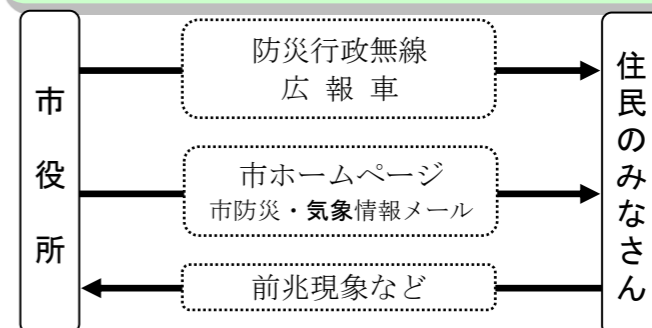 市役所
防災行政無線
広 報 車
市ホームページ
市防災・気象情報メール
前兆現象など
住民のみなさん